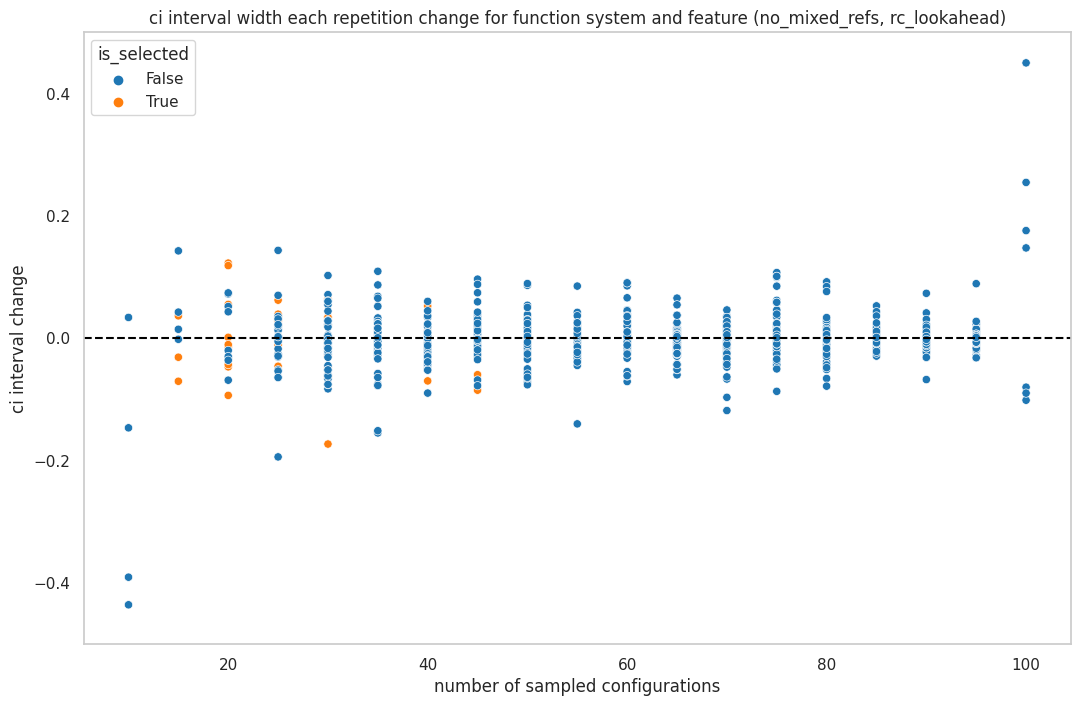 ci interval width each repetition change for function system and feature (no_mixed_refs, rc_lookahead)
is_selected
False
True
ci interval change
0.4
0.2
0.0
−0.2
−0.4
20
40
60
80
100
number of sampled configurations